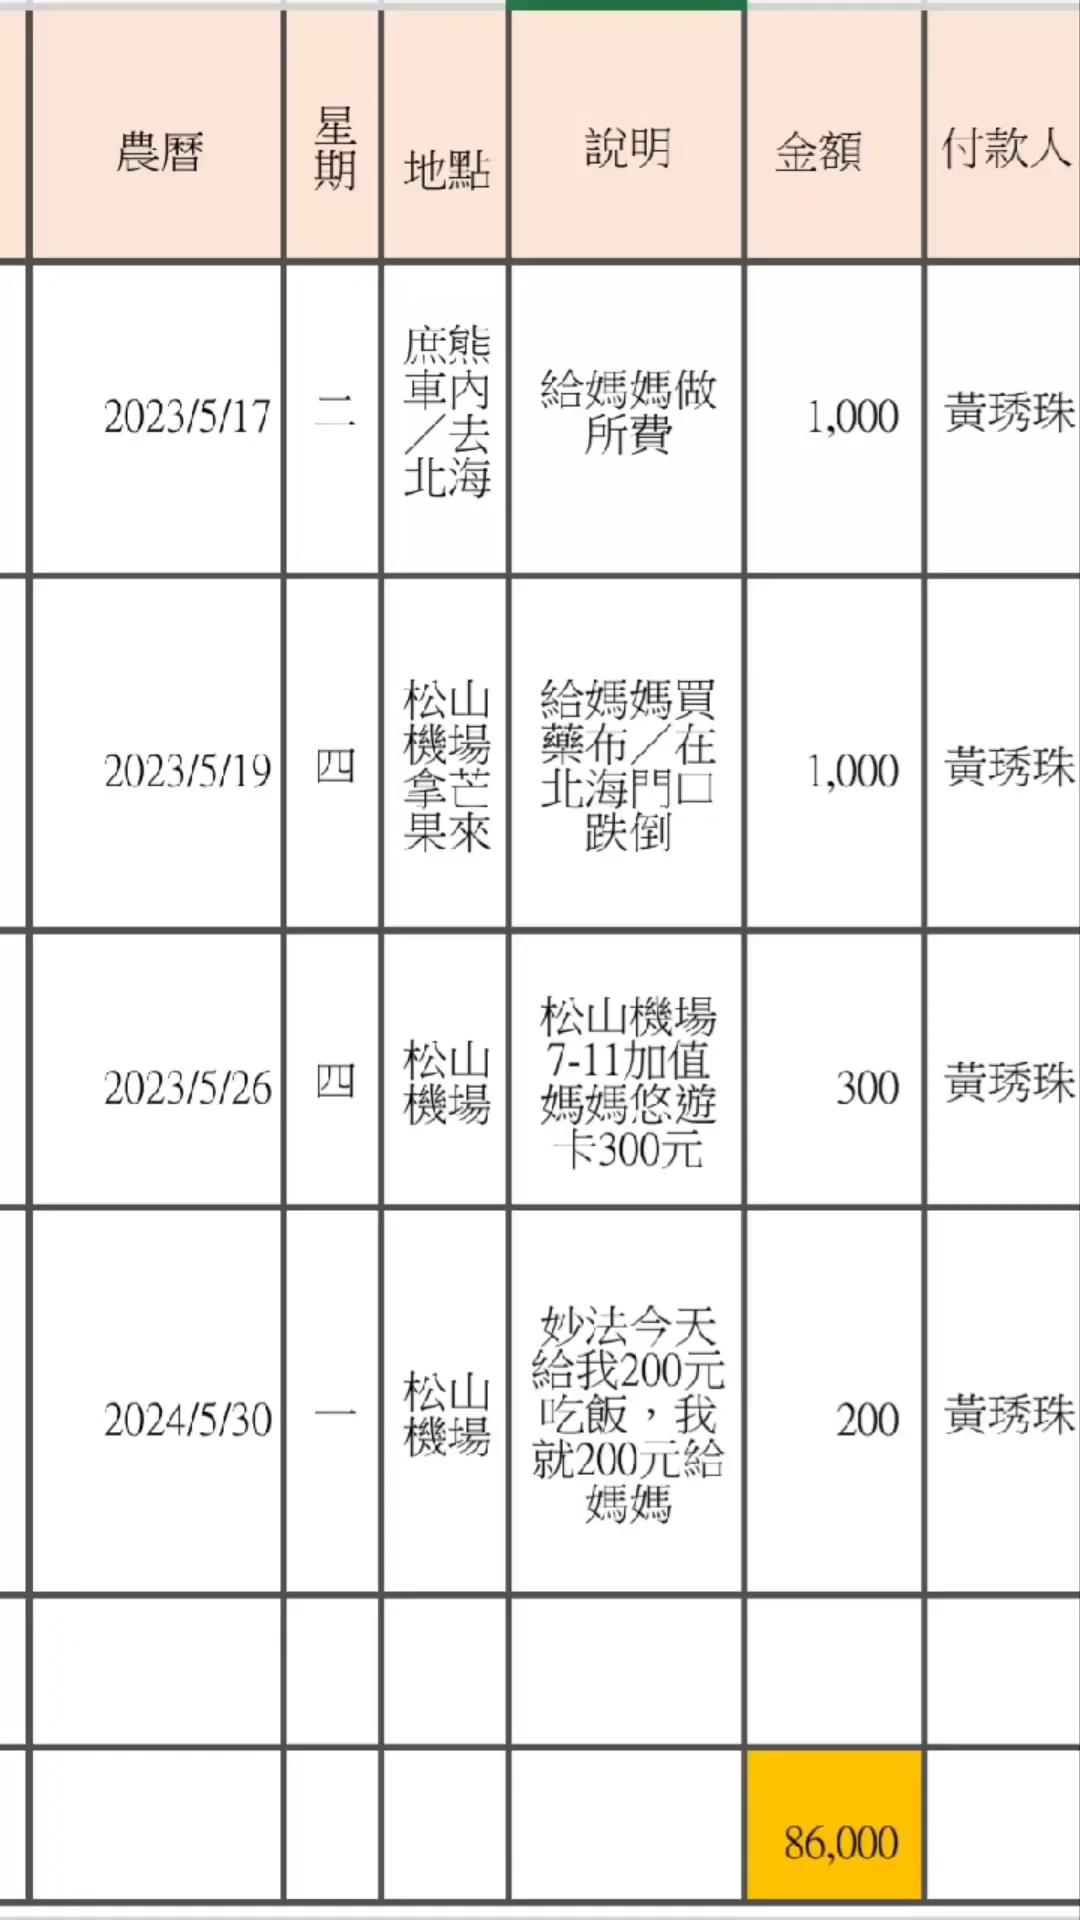 農曆
星
期
地點
說明
金額
付款人
2023/5/17
二
庶熊
車內
／去
北海
給媽媽做
所費
1,000
黃琇珠
2023/5/19
四
松山
機場
拿芒
果來
給媽媽買
藥布／在
北海門口
跌倒
1,000
黃琇珠
2023/5/26
四
松山
機場
松山機場
7-11加值
媽媽悠遊
卡300元
300
黃琇珠
2024/5/30
一
松山
機場
妙法今天
給我200元
吃飯，我
就200元給
媽媽
200
黃琇珠
86,000